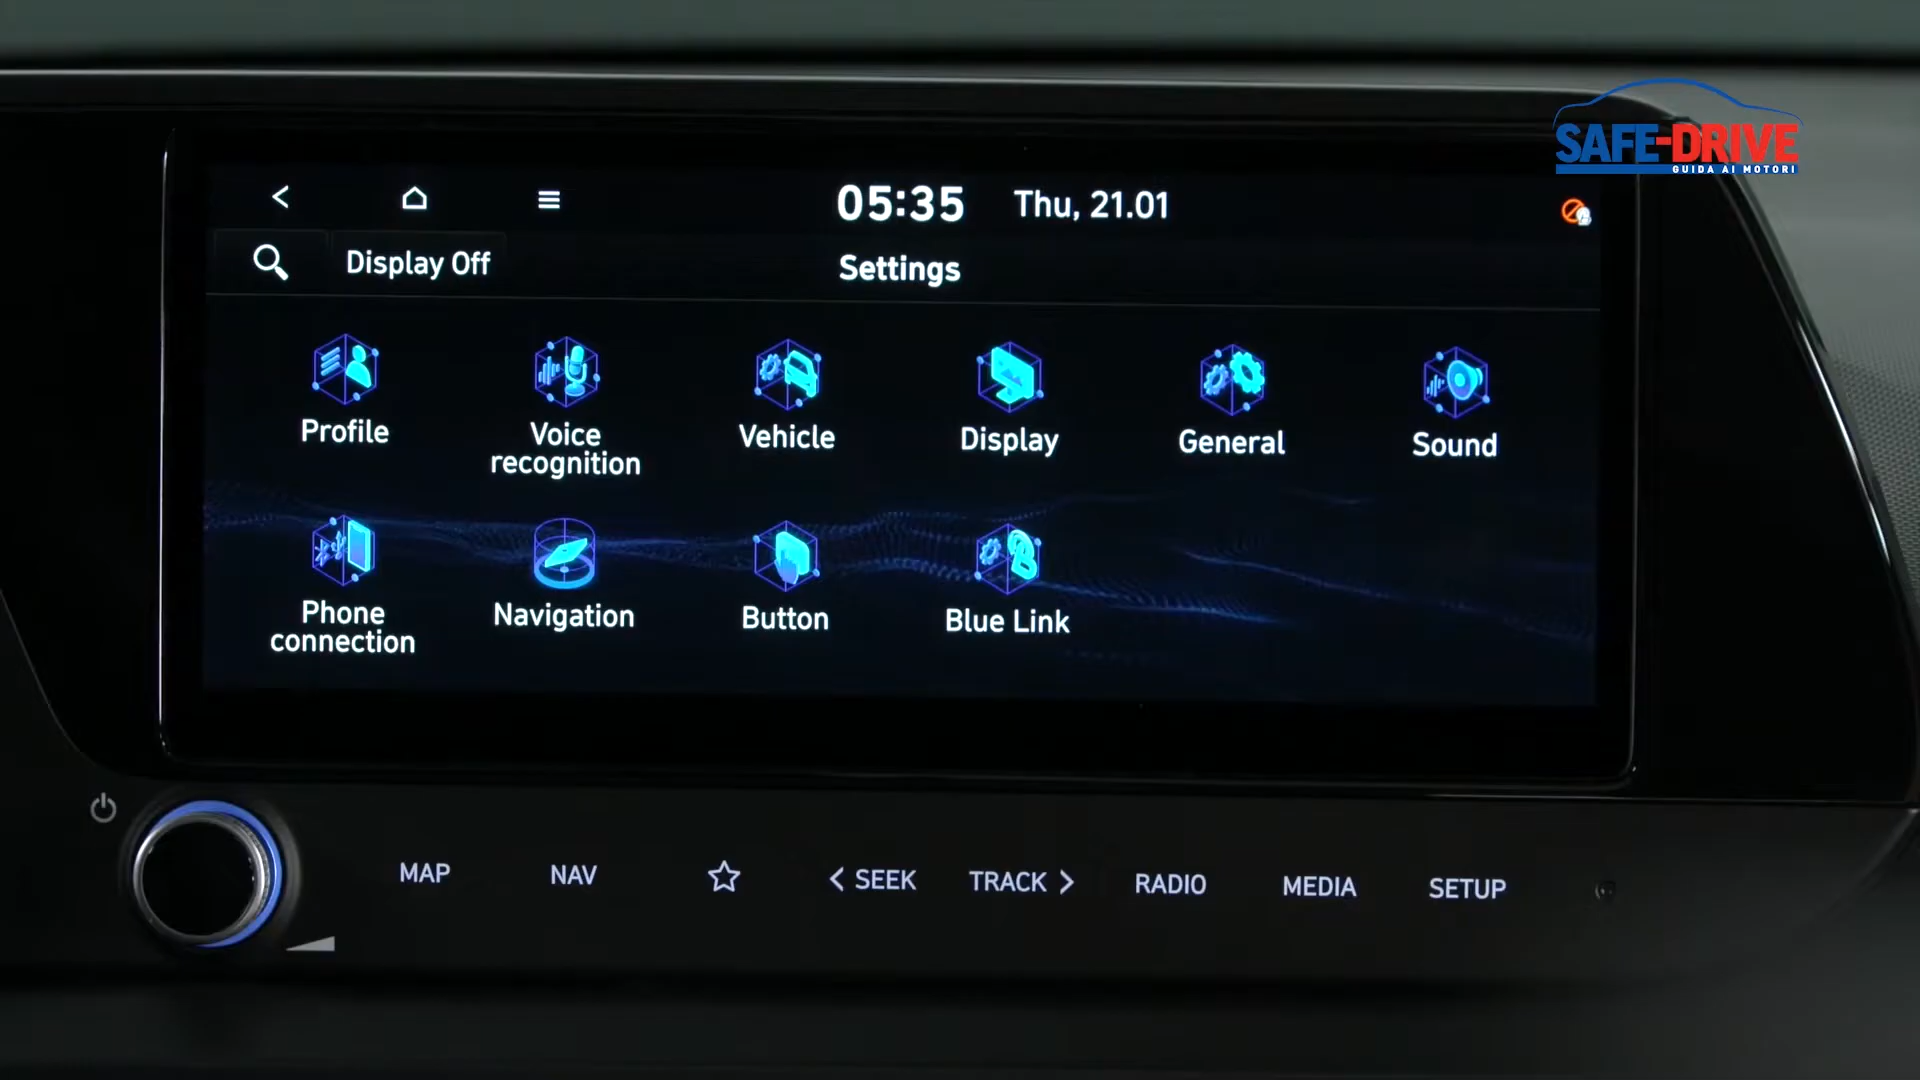 SAFE-DRIVE
GUIDA AI MOTORI
05:35 Thu, 21.01
Display Off
Settings
Profile
Voice
recognition
Vehicle
Display
General
Sound
Phone
connection
Navigation
Button
Blue Link
MAP
NAV
< SEEK
TRACK >
RADIO
MEDIA
SETUP